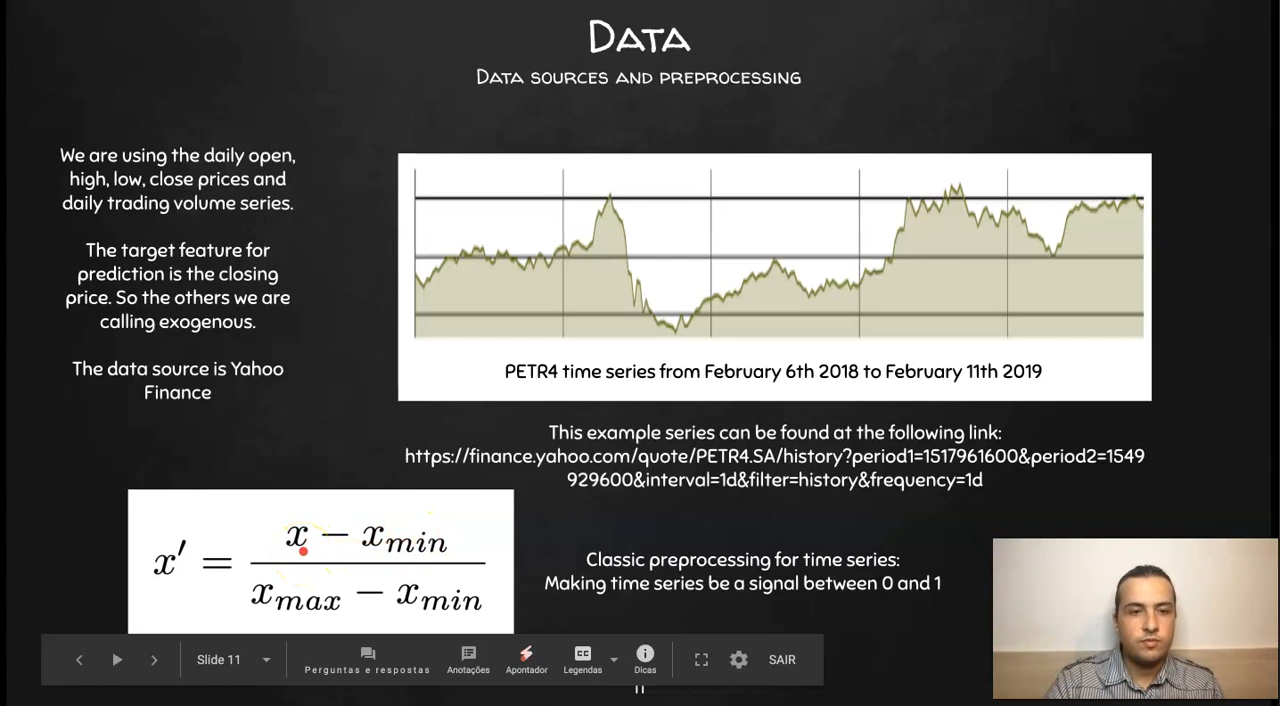 DATA
DATA SOURCES AND PREPROCESSING
We are using the daily open,
high, low, close prices and
daily trading volume series.
The target feature for
prediction is the closing
price. So the others we are
calling exogenous.
The data source is Yahoo
Finance
PETR4 time series from February 6th 2018 to February 11th 2019
This example series can be found at the following link:
https://finance.yahoo.com/quote/PETR4.SA/history?period1=1517961600&period2=1549
929600&interval=1d&filter=history&frequency=1d
x′ = (x − x_min) / (x_max − x_min)
Classic preprocessing for time series:
Making time series be a signal between 0 and 1
Slide 11
Perguntas e respostas
Anotações
Apontador
CC
Legendas
Dicas
SAIR